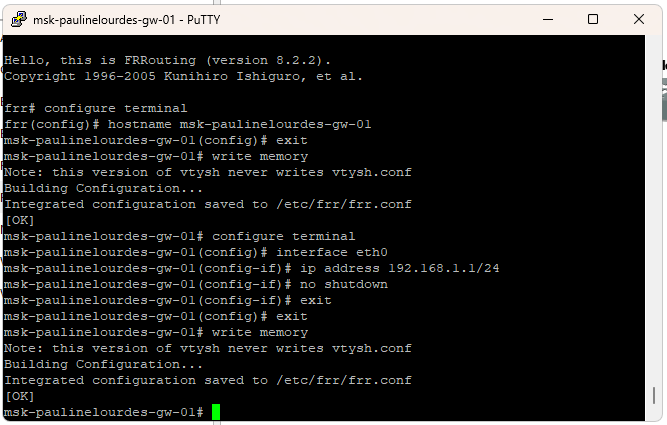 msk-paulinelourdes-gw-01 - PuTTY
Hello, this is FRRouting (version 8.2.2).
Copyright 1996-2005 Kunihiro Ishiguro, et al.
frr# configure terminal
frr(config)# hostname msk-paulinelourdes-gw-01
msk-paulinelourdes-gw-01(config)# exit
msk-paulinelourdes-gw-01# write memory
Note: this version of vtysh never writes vtysh.conf
Building Configuration...
Integrated configuration saved to /etc/frr/frr.conf
[OK]
msk-paulinelourdes-gw-01# configure terminal
msk-paulinelourdes-gw-01(config)# interface eth0
msk-paulinelourdes-gw-01(config-if)# ip address 192.168.1.1/24
msk-paulinelourdes-gw-01(config-if)# no shutdown
msk-paulinelourdes-gw-01(config-if)# exit
msk-paulinelourdes-gw-01(config)# exit
msk-paulinelourdes-gw-01# write memory
Note: this version of vtysh never writes vtysh.conf
Building Configuration...
Integrated configuration saved to /etc/frr/frr.conf
[OK]
msk-paulinelourdes-gw-01#